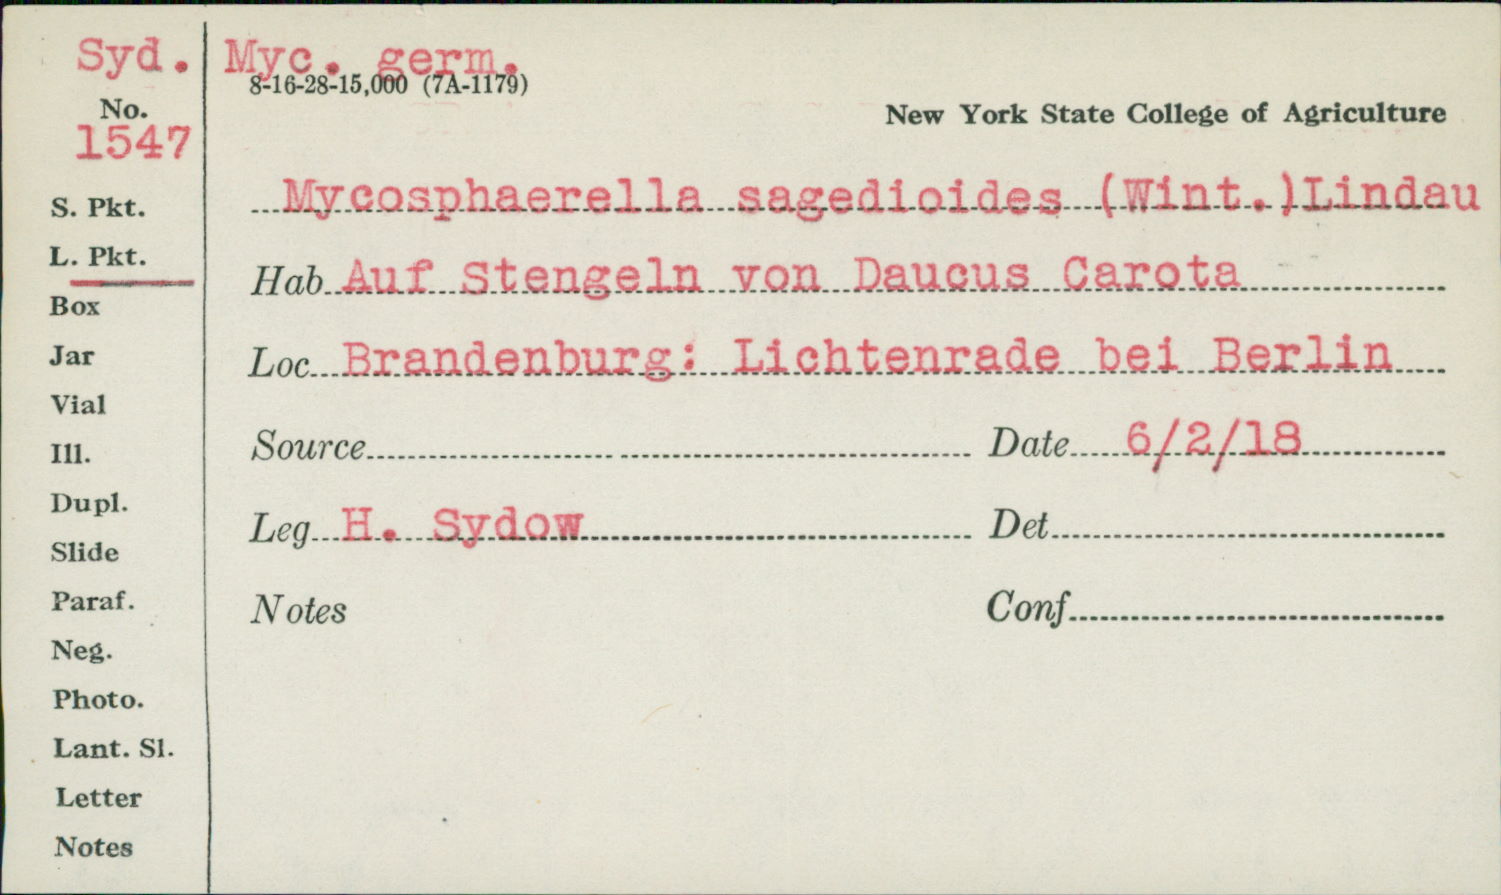 Syd. Myc. germ.
8-16-28-15,000 (7A-1179)
No.
1547
New York State College of Agriculture
Mycosphaerella sagedioides (Wint.)Lindau
Hab Auf Stengeln von Daucus Carota
Loc Brandenburg: Lichtenrade bei Berlin
Source Date 6/2/18
Leg H. Sydow Det
Notes Conf
S. Pkt.
L. Pkt.
Box
Jar
Vial
Ill.
Dupl.
Slide
Paraf.
Neg.
Photo.
Lant. Sl.
Letter
Notes